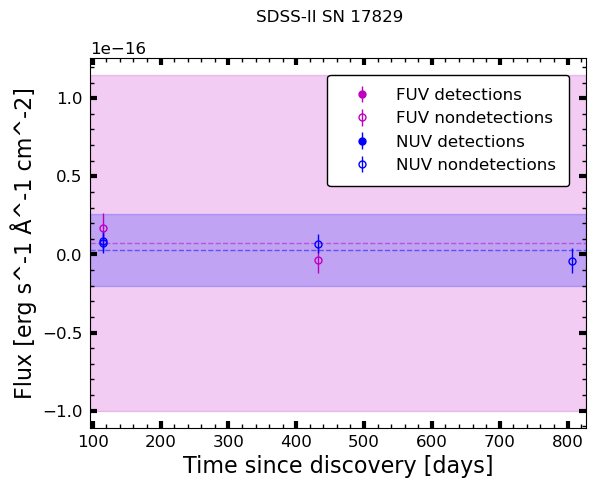 SDSS-II SN 17829
1e−16
FUV detections
FUV nondetections
NUV detections
NUV nondetections
1.0
0.5
0.0
−0.5
−1.0
Flux [erg s^-1 Å^-1 cm^-2]
100 200 300 400 500 600 700 800
Time since discovery [days]